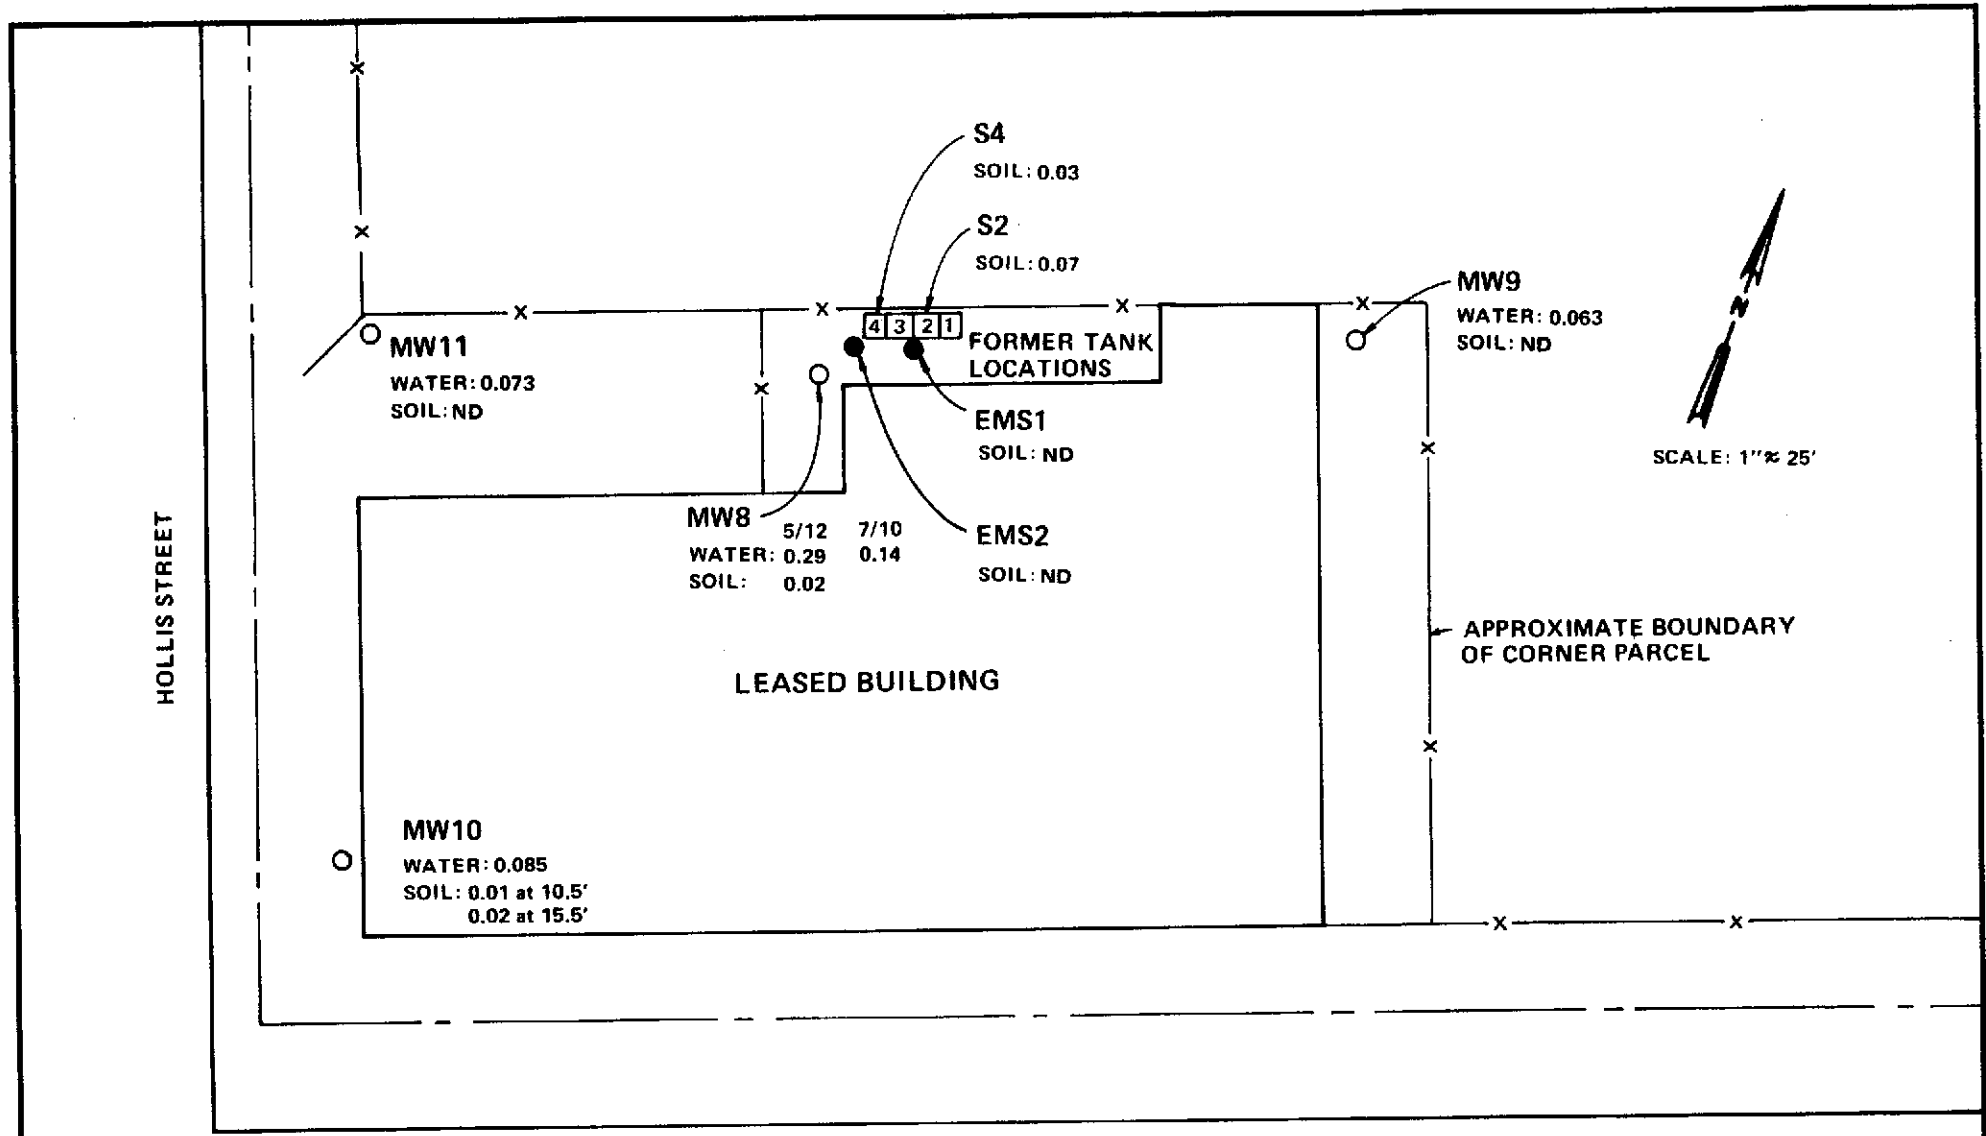 S4
SOIL: 0.03
S2
SOIL: 0.07
MW9
WATER: 0.063
SOIL: ND
N
SCALE: 1"≈ 25'
MW11
WATER: 0.073
SOIL: ND
4 3 2 1
FORMER TANK
LOCATIONS
EMS1
SOIL: ND
MW8 5/12 7/10
WATER: 0.29 0.14
SOIL: 0.02
EMS2
SOIL: ND
HOLLIS STREET
APPROXIMATE BOUNDARY
OF CORNER PARCEL
LEASED BUILDING
MW10
WATER: 0.085
SOIL: 0.01 at 10.5'
0.02 at 15.5'